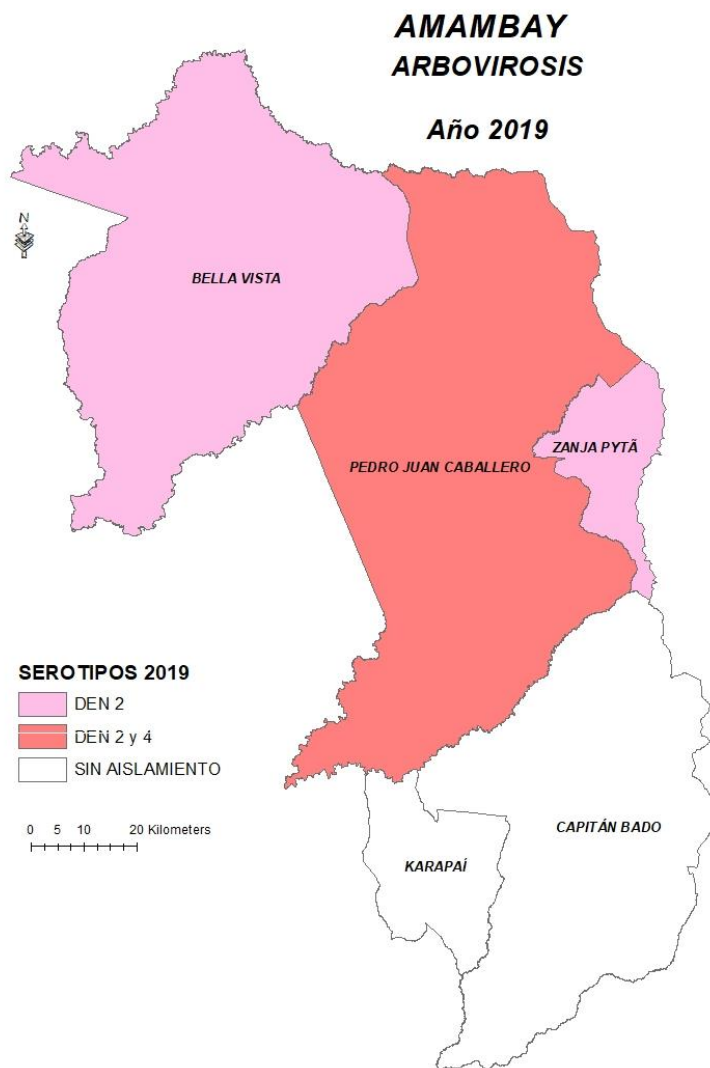 AMAMBAY
ARBOVIROSIS
Año 2019
N
BELLA VISTA
ZANJA PYTÃ
PEDRO JUAN CABALLERO
SEROTIPOS 2019
DEN 2
DEN 2 y 4
SIN AISLAMIENTO
0 5 10 20 Kilometers
CAPITÁN BADO
KARAPAÍ